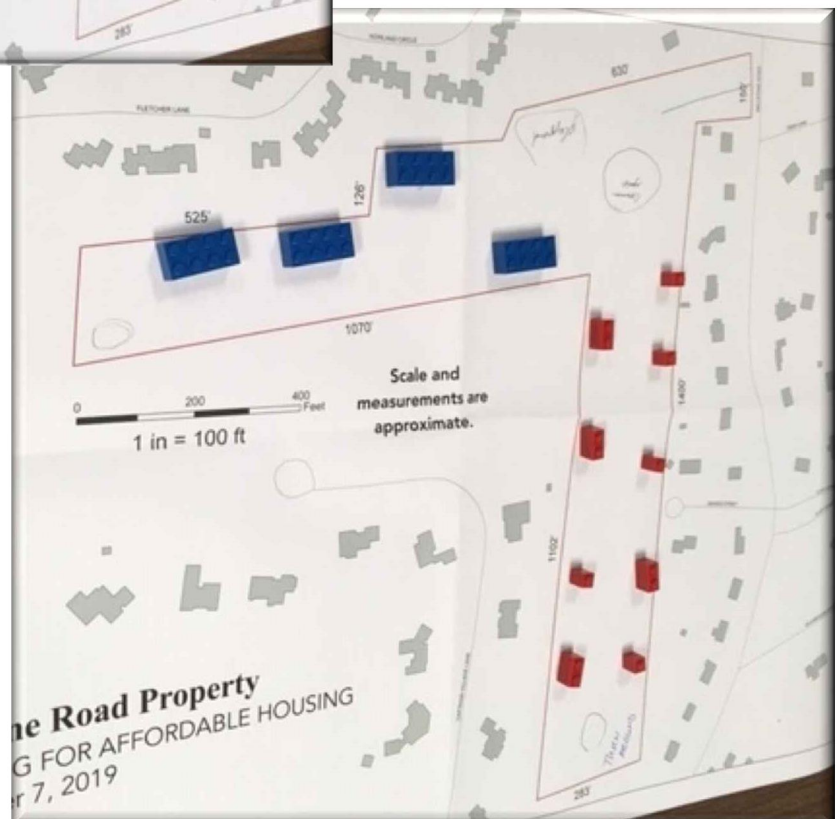 283'
FLETCHER LANE
630'
160'
126'
525'
1070'
0 200 400
Feet
1 in = 100 ft
Scale and
measurements are
approximate.
1400'
1102'
283'
ne Road Property
G FOR AFFORDABLE HOUSING
r 7, 2019